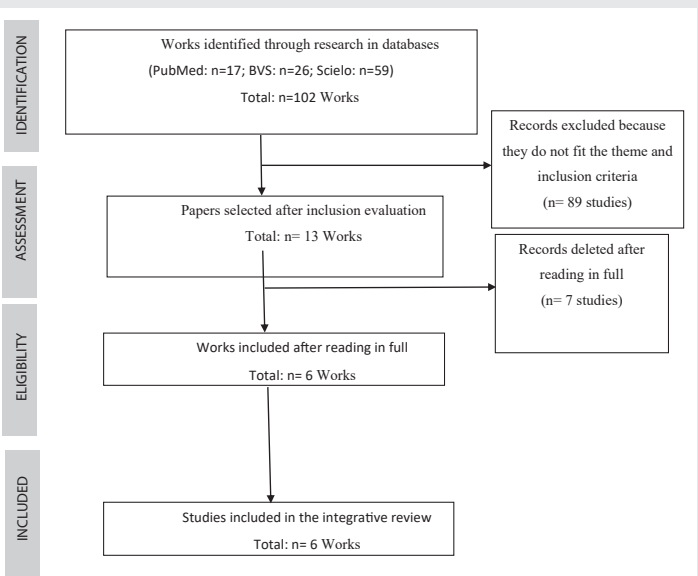 IDENTIFICATION
Works identified through research in databases
(PubMed: n=17; BVS: n=26; Scielo: n=59)
Total: n=102 Works
Records excluded because
they do not fit the theme and
inclusion criteria
(n= 89 studies)
ASSESSMENT
Papers selected after inclusion evaluation
Total: n= 13 Works
Records deleted after
reading in full
(n= 7 studies)
ELIGIBILITY
Works included after reading in full
Total: n= 6 Works
INCLUDED
Studies included in the integrative review
Total: n= 6 Works